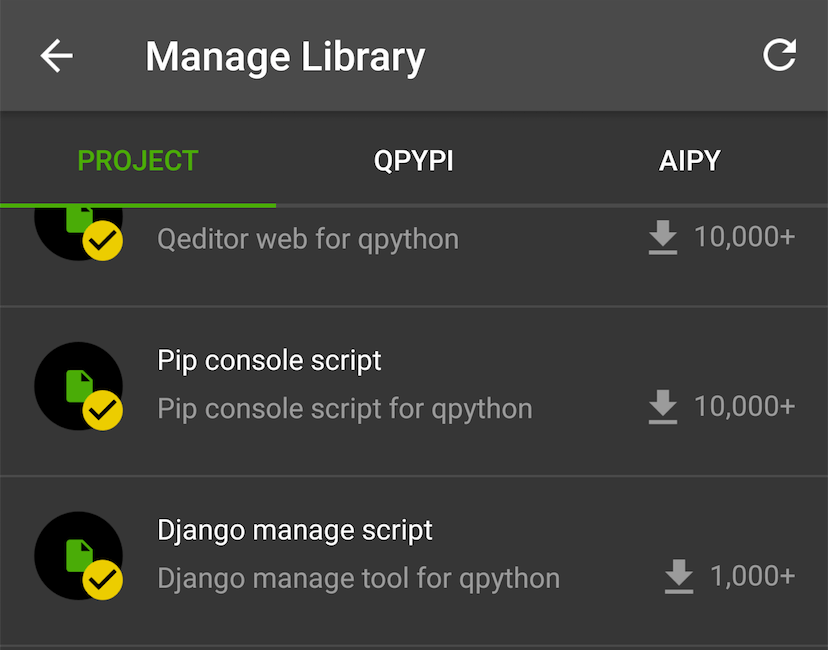 Manage Library
PROJECT QPYPI AIPY
Qeditor web for qpython 10,000+
Pip console script
Pip console script for qpython 10,000+
Django manage script
Django manage tool for qpython 1,000+